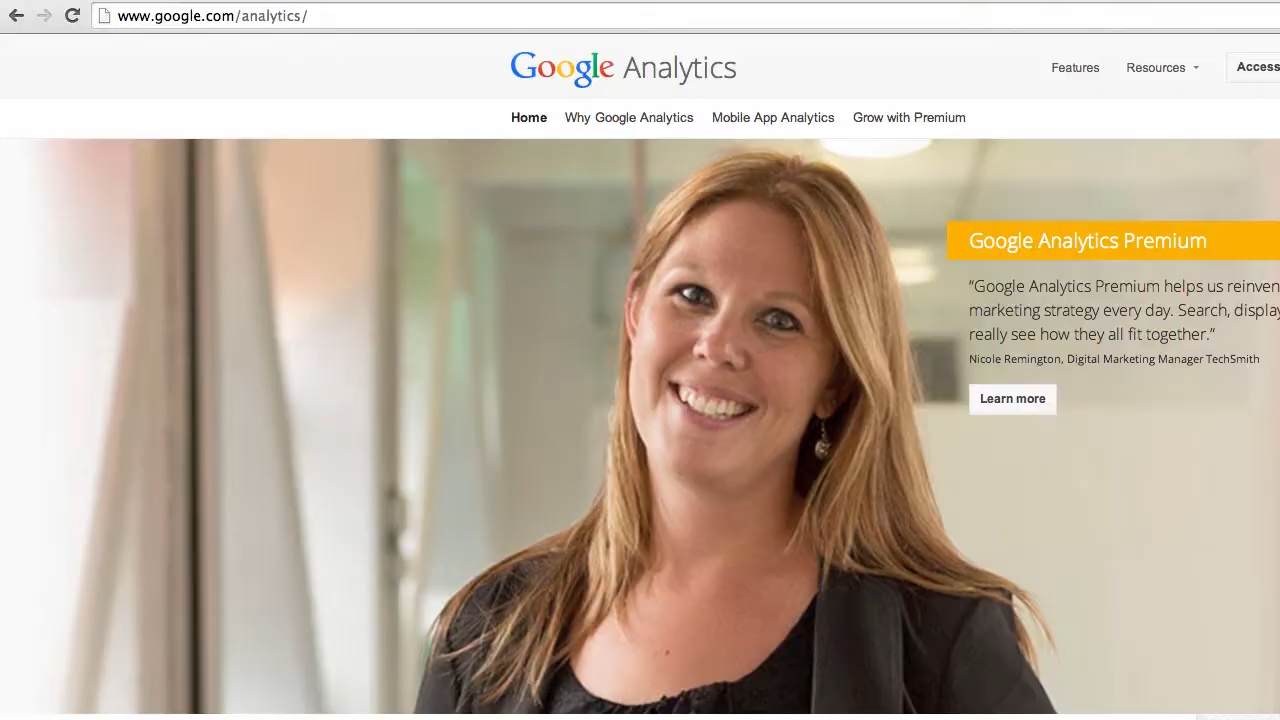 www.google.com/analytics/
Google Analytics
Features Resources Access
Home Why Google Analytics Mobile App Analytics Grow with Premium
Google Analytics Premium
“Google Analytics Premium helps us reinven
marketing strategy every day. Search, display
really see how they all fit together.”
Nicole Remington, Digital Marketing Manager TechSmith
Learn more